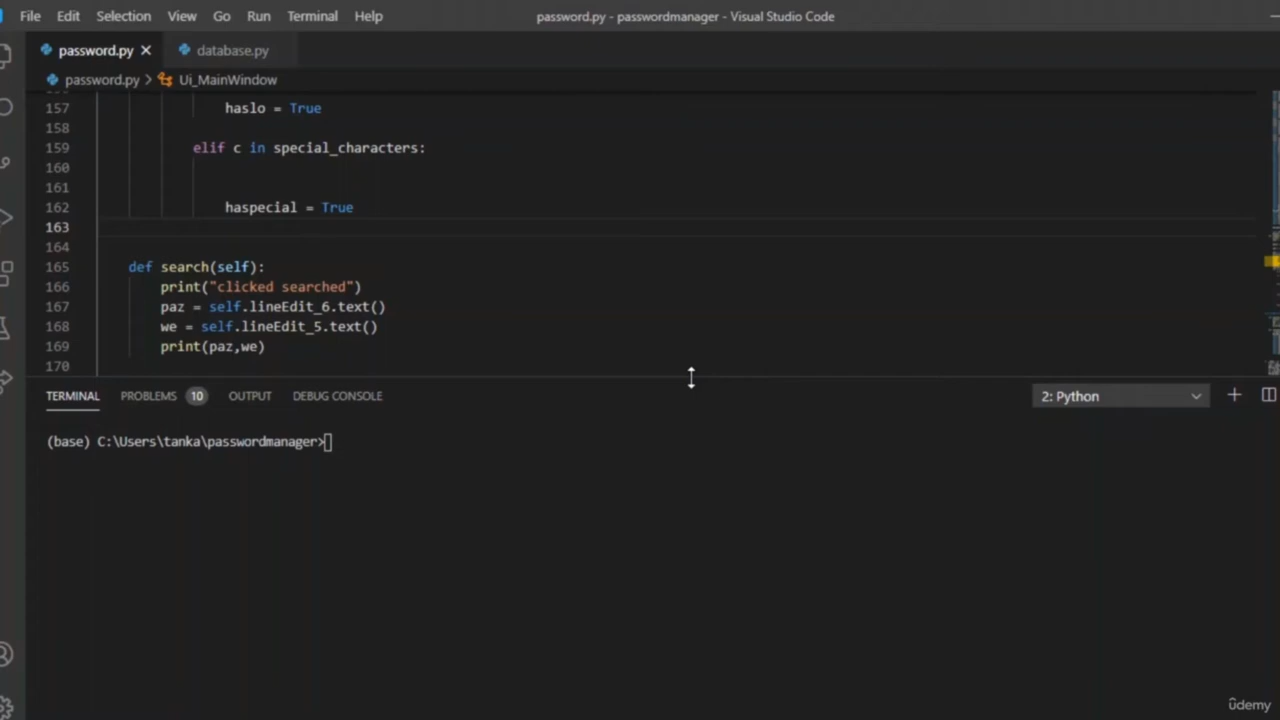 File Edit Selection View Go Run Terminal Help password.py - passwordmanager - Visual Studio Code
password.py database.py
password.py > Ui_MainWindow
157 haslo = True
158
159 elif c in special_characters:
160
161
162 haspecial = True
163
164
165 def search(self):
166 print("clicked searched")
167 paz = self.lineEdit_6.text()
168 we = self.lineEdit_5.text()
169 print(paz,we)
170
TERMINAL PROBLEMS 10 OUTPUT DEBUG CONSOLE 2: Python
(base) C:\Users\tanka\passwordmanager>
ûdemy